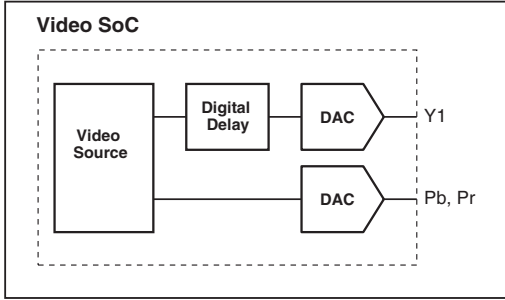 Video SoC
Video
Source
Digital
Delay
DAC
Y1
DAC
Pb, Pr